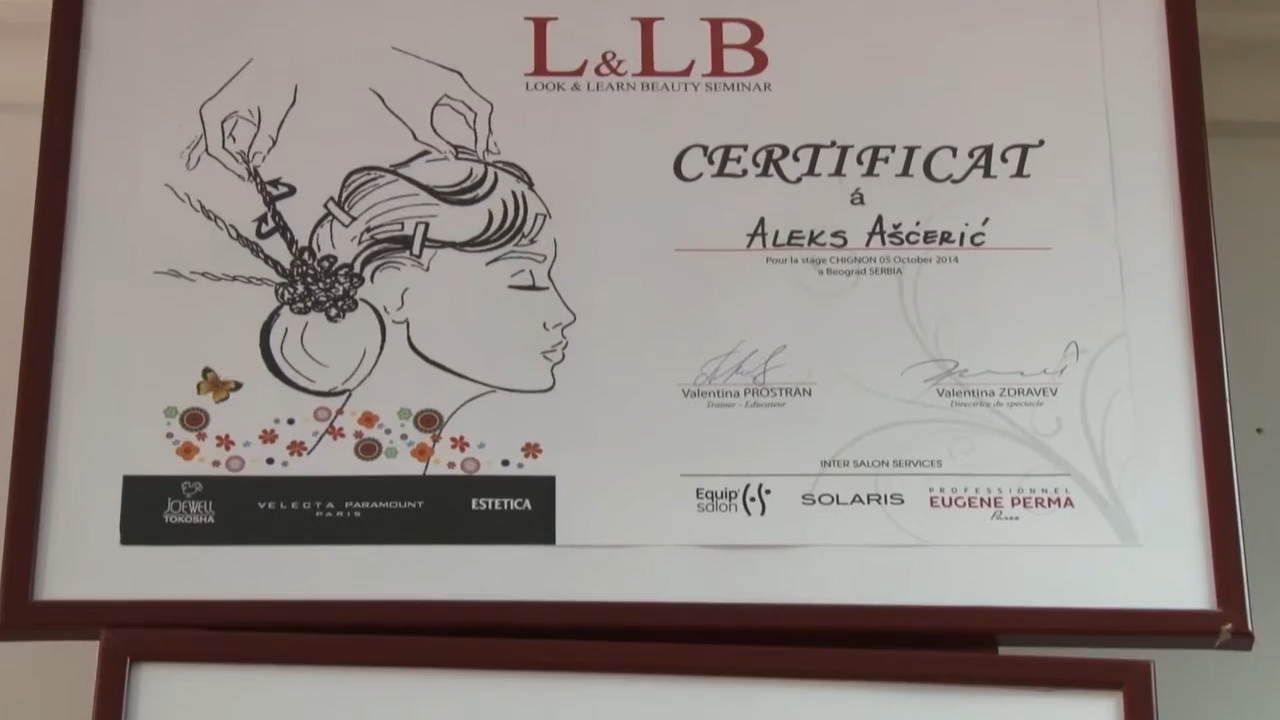 L&LB
LOOK & LEARN BEAUTY SEMINAR
CERTIFICAT
á
ALEKS AŠĆERIĆ
Pour la stage CHIGNON 05 October 2014
a Beograd SERBIA
Valentina PROSTRAN
Trainer - Educateur
Valentina ZDRAVEV
Directrice du spectacle
INTER SALON SERVICES
Equip'
salon
SOLARIS
PROFESSIONNEL
EUGENE PERMA
Paris
JOEWELL
TOKOSHA
VELECTA PARAMOUNT
PARIS
ESTETICA